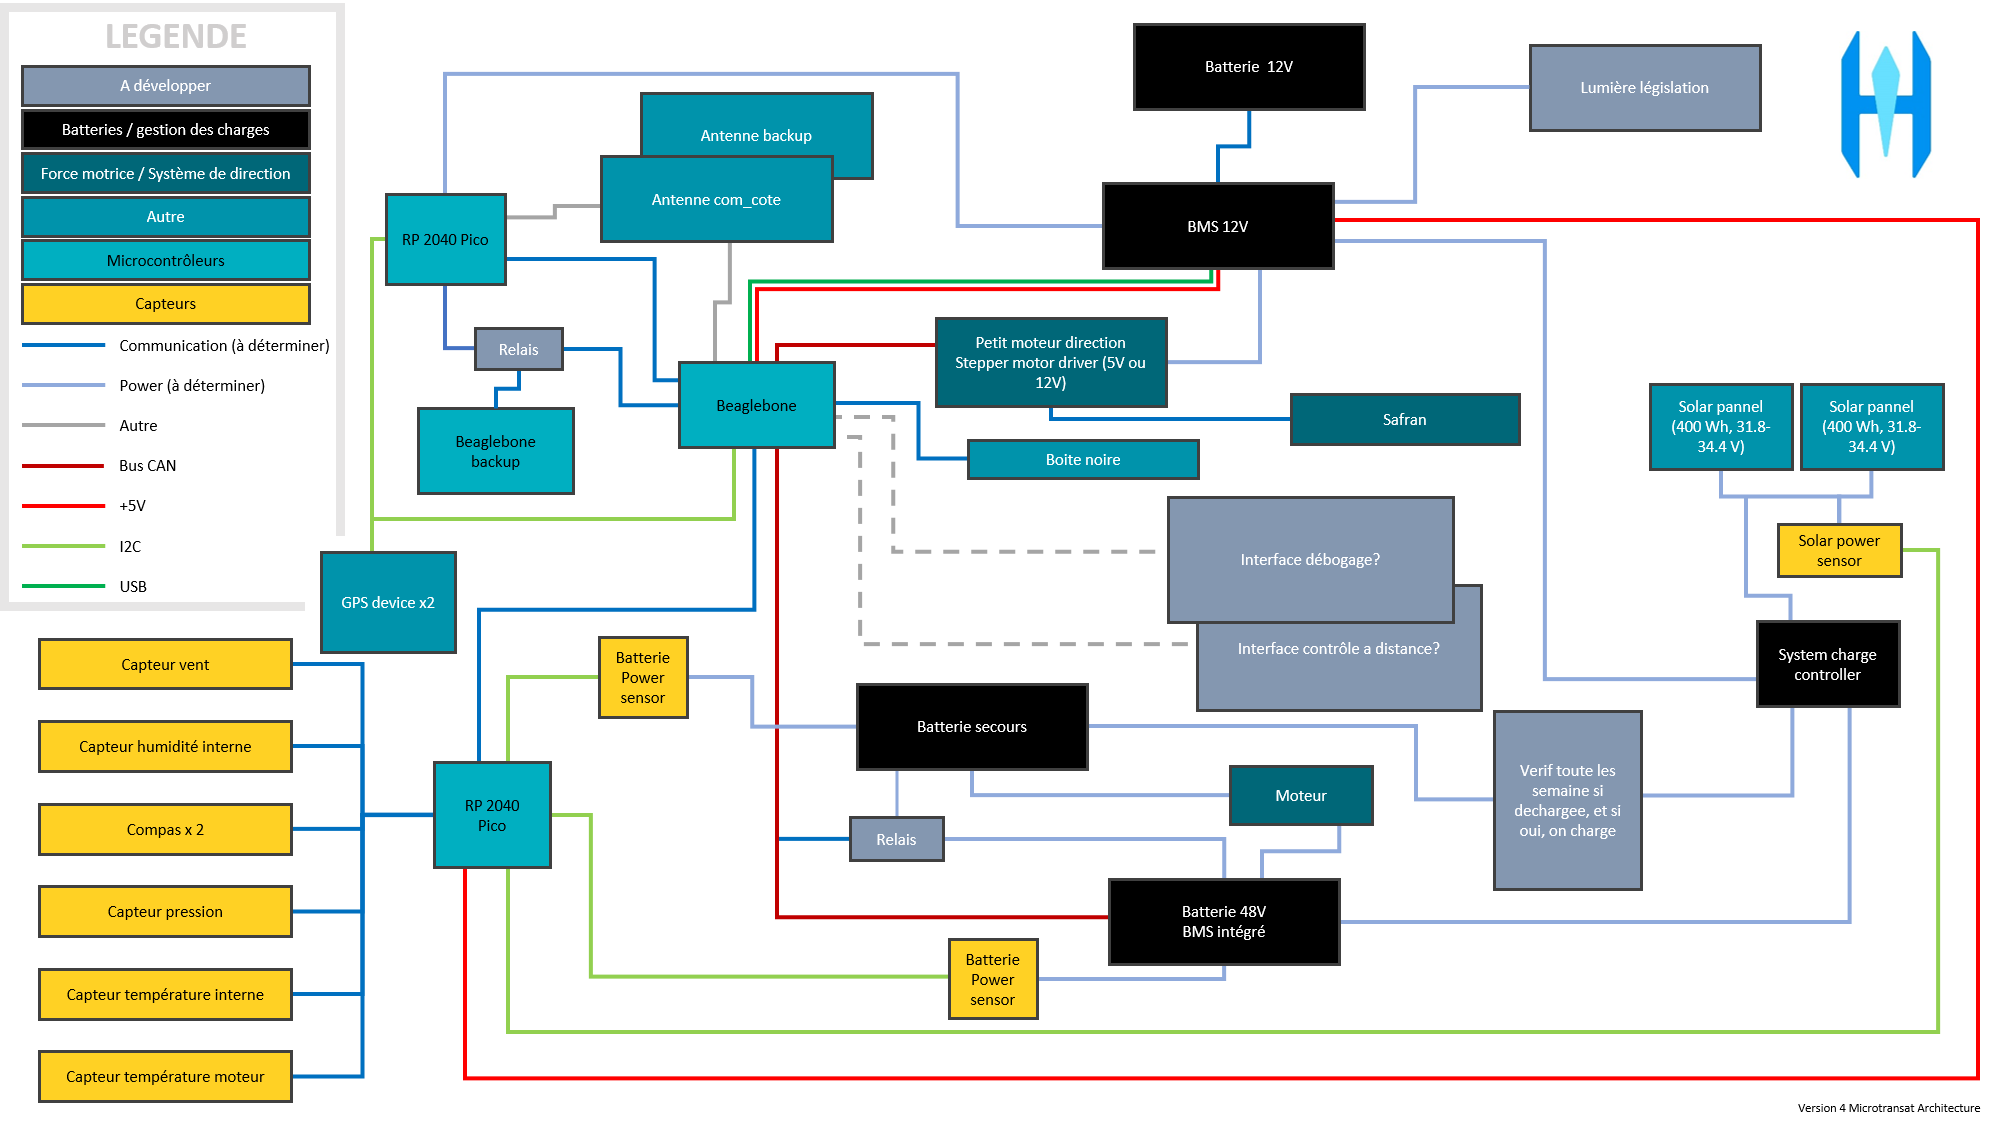 LEGENDE
A développer
Batteries / gestion des charges
Force motrice / Système de direction
Autre
Microcontrôleurs
Capteurs
Communication (à déterminer)
Power (à déterminer)
Autre
Bus CAN
+5V
I2C
USB
Batterie  12V
Lumière législation
Antenne backup
Antenne com_cote
RP 2040 Pico
BMS 12V
Relais
Petit moteur direction
Stepper motor driver (5V ou
12V)
Beaglebone
Safran
Beaglebone
backup
Boite noire
Solar pannel
(400 Wh, 31.8-
34.4 V)
Solar pannel
(400 Wh, 31.8-
34.4 V)
Solar power
sensor
Interface débogage?
GPS device x2
Interface contrôle a distance?
System charge
controller
Capteur vent
Capteur humidité interne
Compas x 2
Capteur pression
Capteur température interne
Capteur température moteur
Batterie
Power
sensor
Batterie secours
RP 2040
Pico
Moteur
Verif toute les
semaine si
dechargee, et si
oui, on charge
Relais
Batterie 48V
BMS intégré
Batterie
Power
sensor
Version 4 Microtransat Architecture